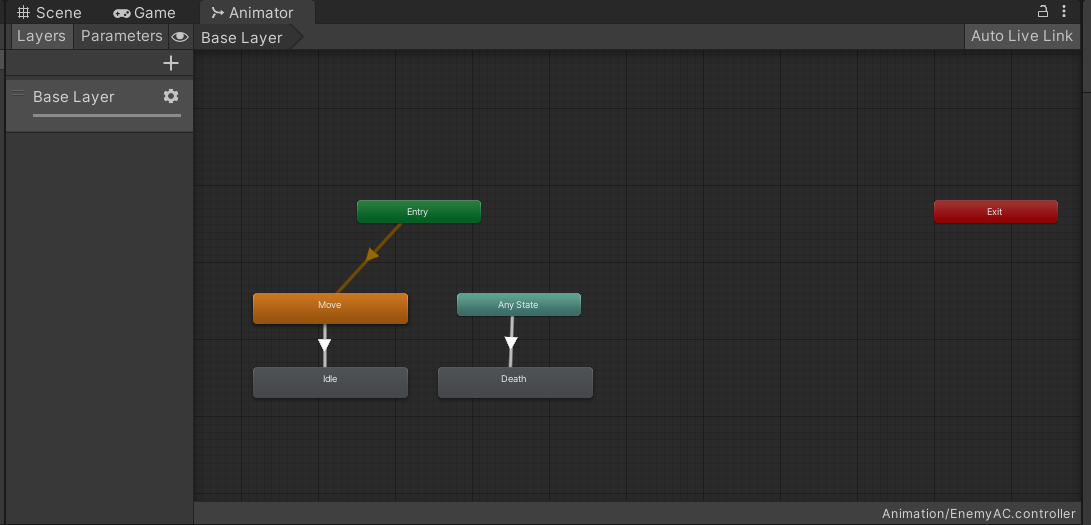 Scene Game Animator
Layers Parameters Base Layer Auto Live Link
Base Layer
Entry Exit
Move Any State
Idle Death
Animation/EnemyAC.controller